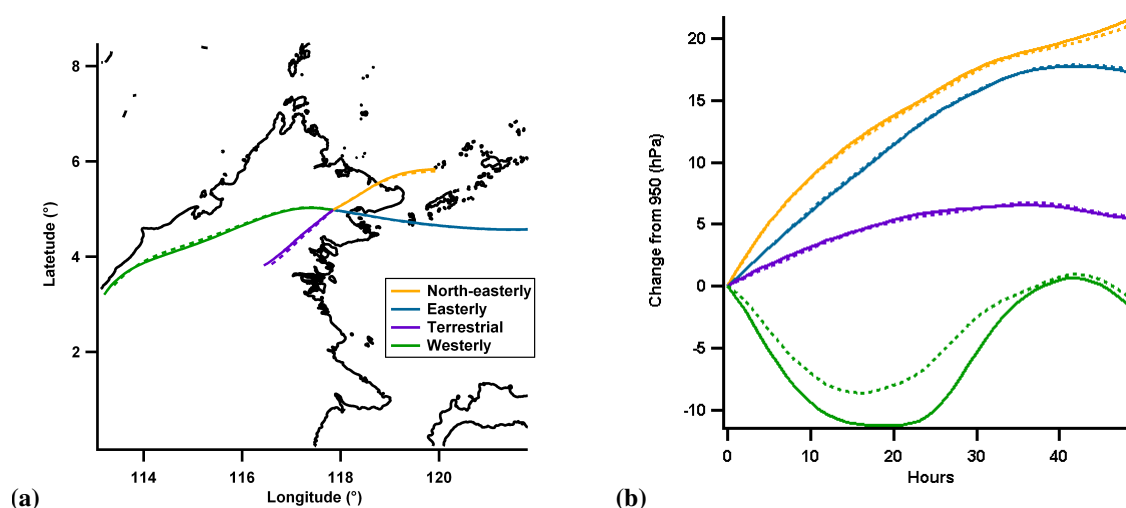 8
6
4
2
Latetude (°)
114
116
118
120
Longitude (°)
North-easterly
Easterly
Terrestrial
Westerly
(a)
20
15
10
5
0
-5
-10
Change from 950 (hPa)
0
10
20
30
40
Hours
(b)